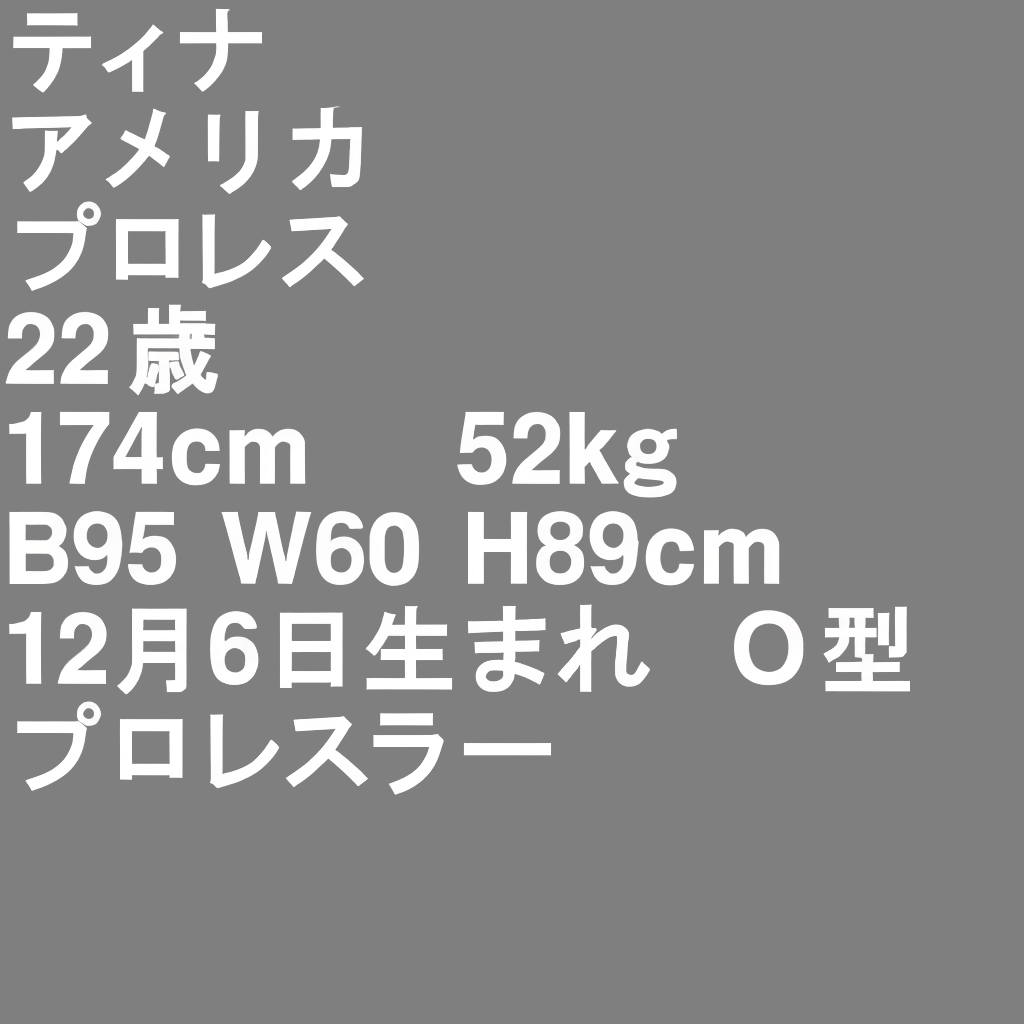 ティナ
アメリカ
プロレス
22歳
174cm　52kg
B95 W60 H89cm
12月6日生まれ　O型
プロレスラー